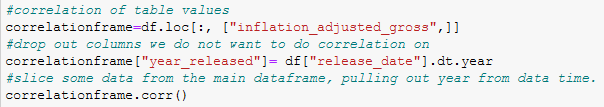 #correlation of table values
correlationframe=df.loc[:, ["inflation_adjusted_gross",]]
#drop out columns we do not want to do correlation on
correlationframe["year_released"]= df["release_date"].dt.year
#slice some data from the main dataframe, pulling out year from data time.
correlationframe.corr()